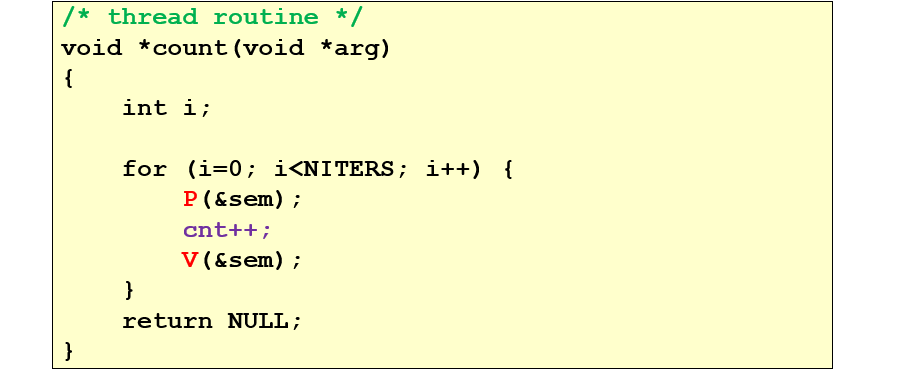 /* thread routine */
void *count(void *arg)
{
    int i;

    for (i=0; i<NITERS; i++) {
        P(&sem);
        cnt++;
        V(&sem);
    }
    return NULL;
}